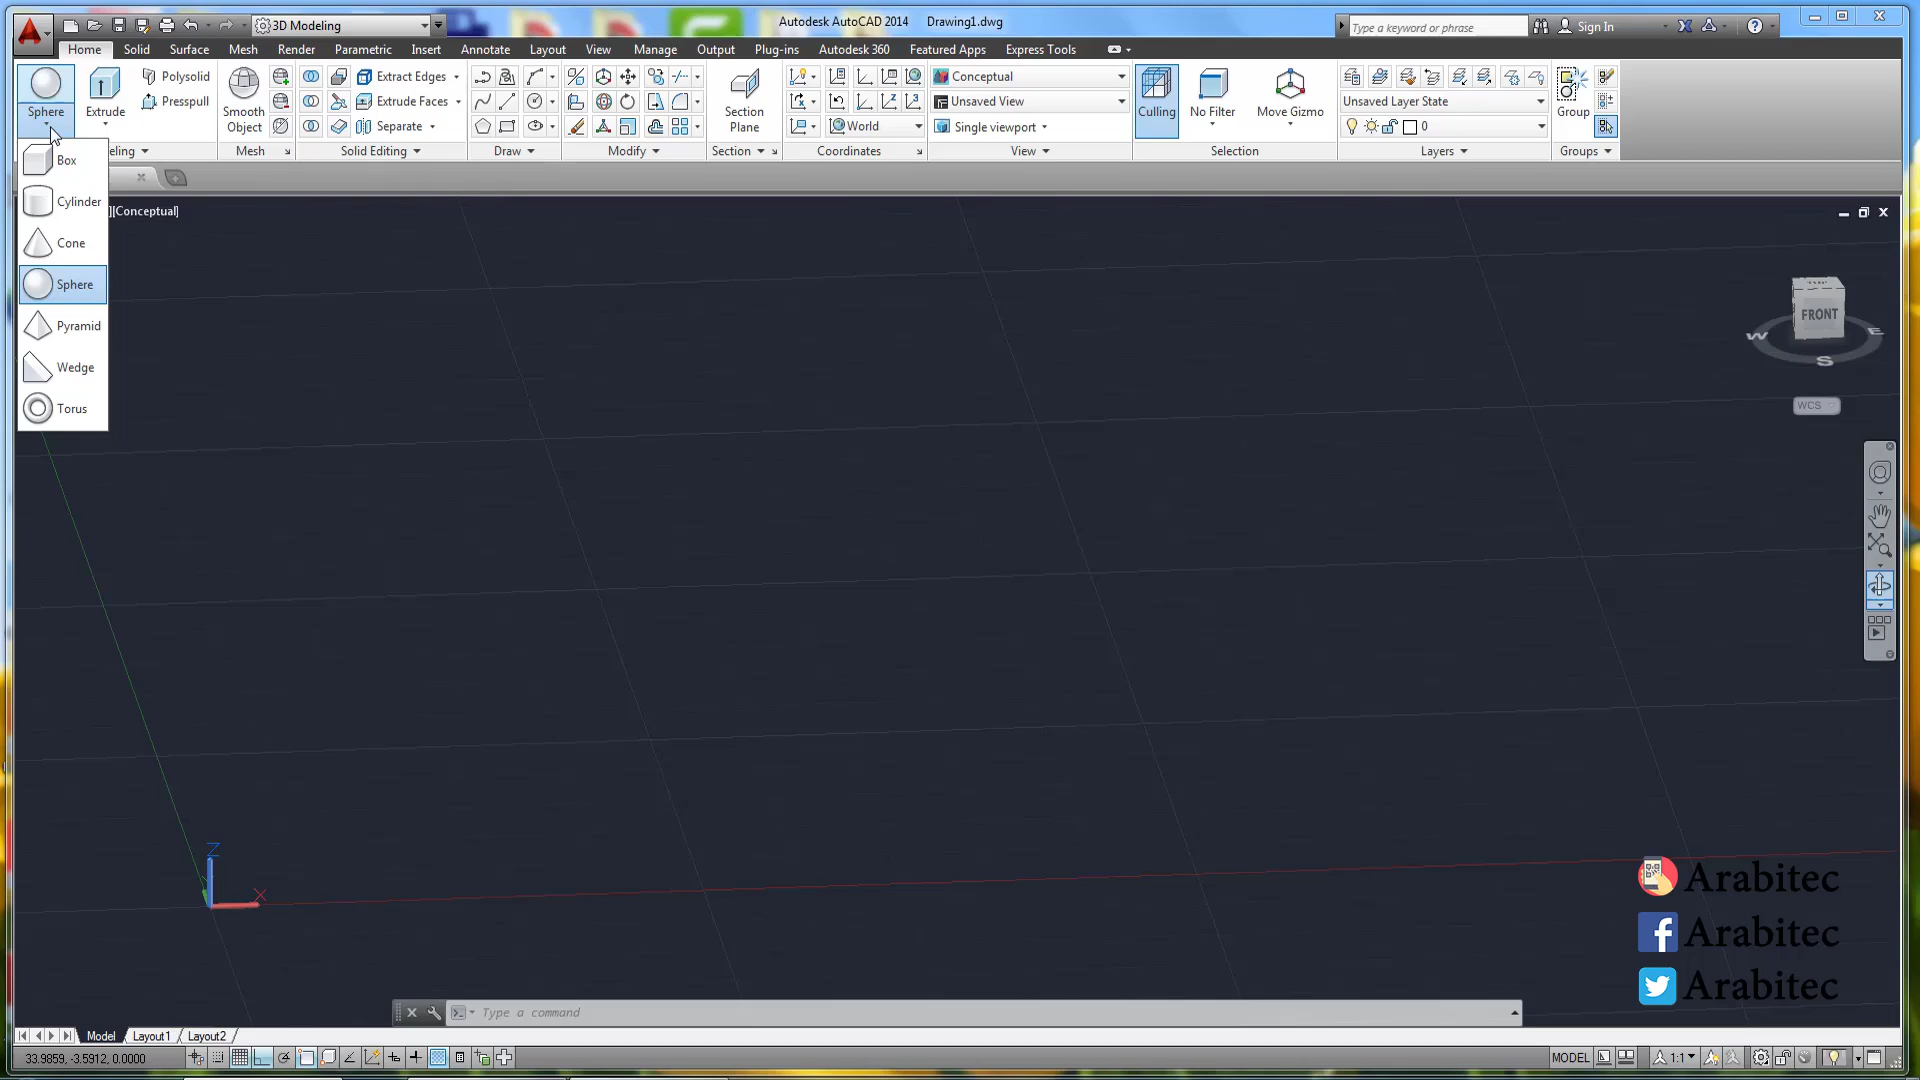 3D Modeling
Autodesk AutoCAD 2014 Drawing1.dwg
Type a keyword or phrase
Sign In
Home Solid Surface Mesh Render Parametric Insert Annotate Layout View Manage Output Plug-ins Autodesk 360 Featured Apps Express Tools
Sphere
Extrude
Polysolid
Presspull
Smooth Object
Extract Edges
Extrude Faces
Separate
Section Plane
World
Conceptual
Unsaved View
Single viewport
Culling
No Filter
Move Gizmo
Unsaved Layer State
0
Group
eling Mesh Solid Editing Draw Modify Section Coordinates View Selection Layers Groups
Box
Cylinder
Cone
Sphere
Pyramid
Wedge
Torus
][Conceptual]
TOP
FRONT
W
E
S
WCS
Z
X
Arabitec
Arabitec
Arabitec
Type a command
Model Layout1 Layout2
33.9859, -3.5912, 0.0000
MODEL
1:1